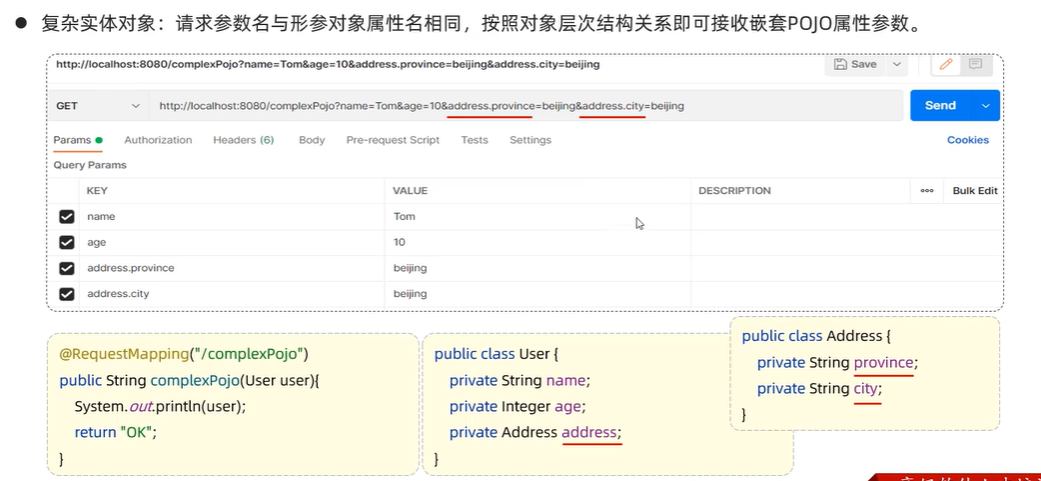 ● 复杂实体对象：请求参数名与形参对象属性名相同，按照对象层次结构关系即可接收嵌套POJO属性参数。
http://localhost:8080/complexPojo?name=Tom&age=10&address.province=beijing&address.city=beijing
Save
GET http://localhost:8080/complexPojo?name=Tom&age=10&address.province=beijing&address.city=beijing Send
Params Authorization Headers (6) Body Pre-request Script Tests Settings Cookies
Query Params
KEY VALUE DESCRIPTION ooo Bulk Edit
name Tom
age 10
address.province beijing
address.city beijing
@RequestMapping("/complexPojo")
public String complexPojo(User user){
System.out.println(user);
return "OK";
}
public class User {
private String name;
private Integer age;
private Address address;
}
public class Address {
private String province;
private String city;
}